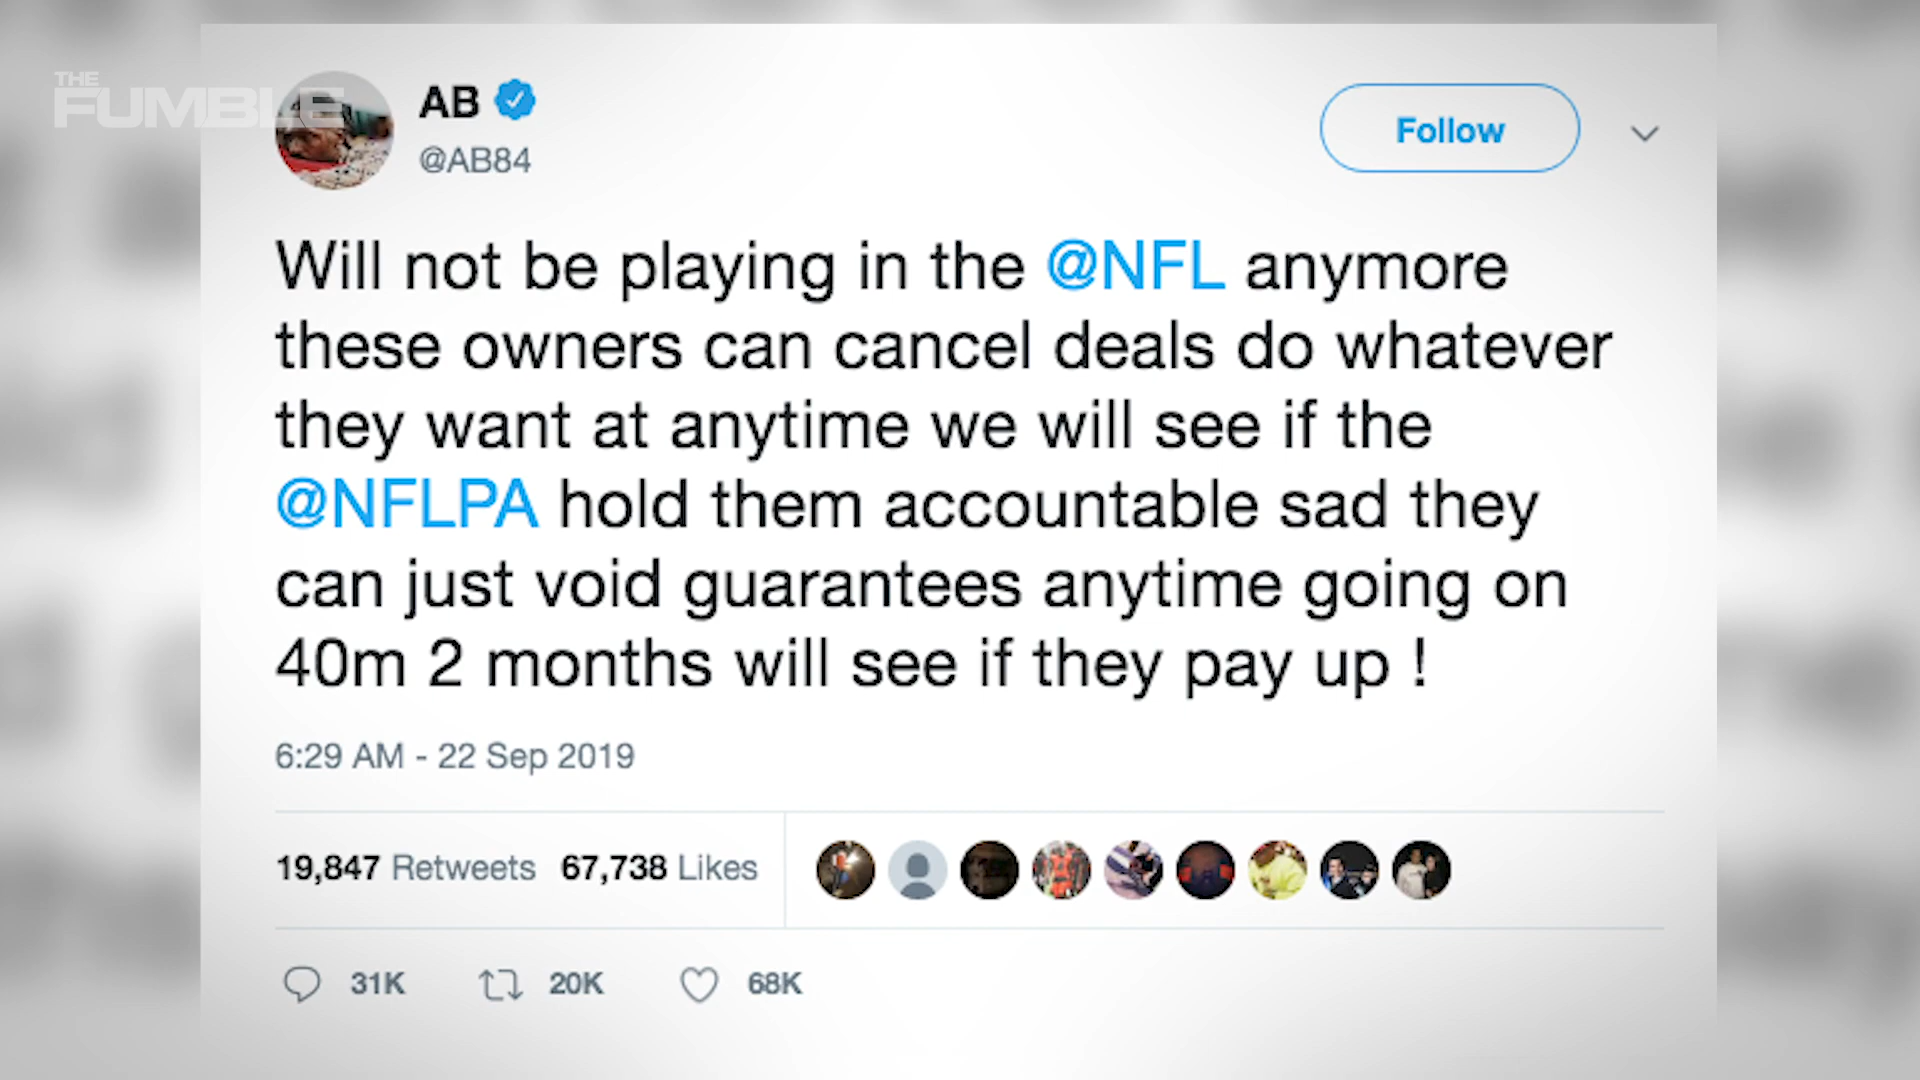 THE
FUMBLE
AB
@AB84
Follow
Will not be playing in the @NFL anymore
these owners can cancel deals do whatever
they want at anytime we will see if the
@NFLPA hold them accountable sad they
can just void guarantees anytime going on
40m 2 months will see if they pay up !
6:29 AM - 22 Sep 2019
19,847 Retweets 67,738 Likes
31K 20K 68K